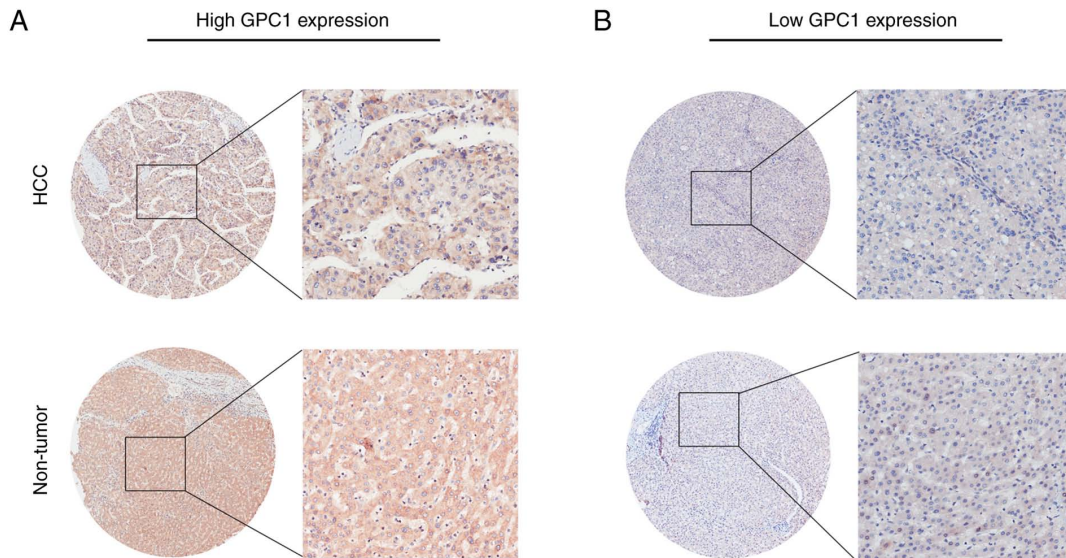 A
High GPC1 expression
B
Low GPC1 expression
HCC
Non-tumor